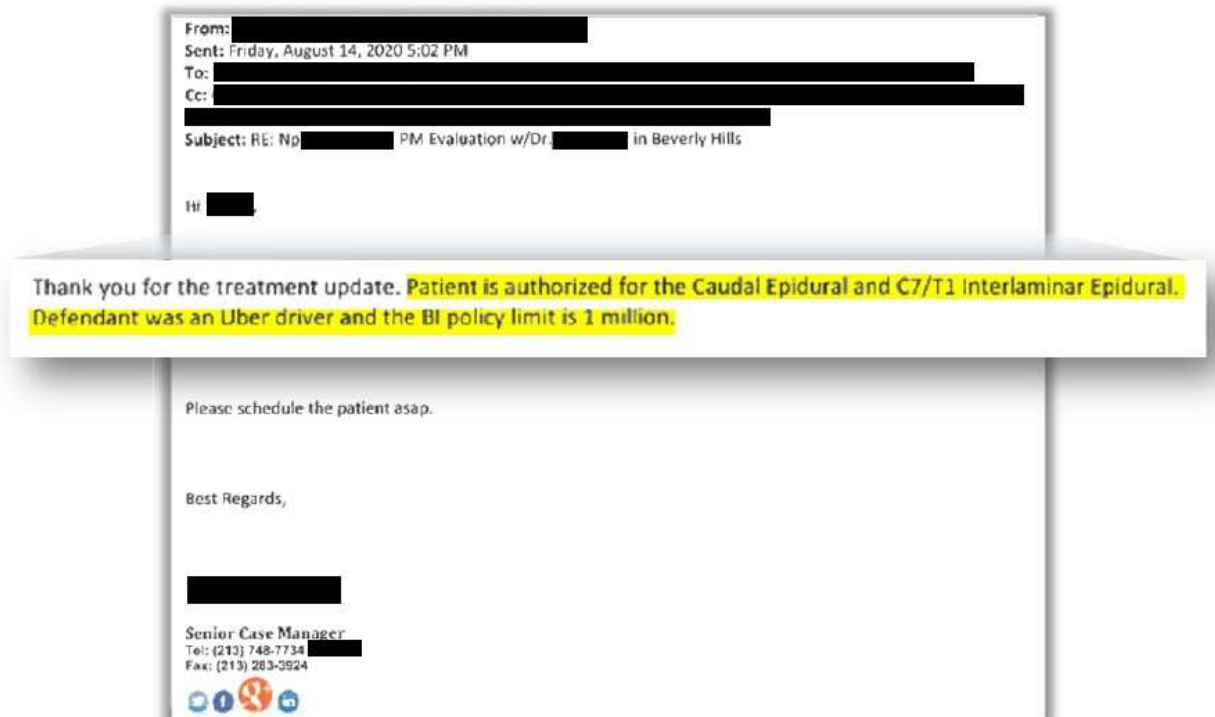 From:
Sent: Friday, August 14, 2020 5:02 PM
To:
Cc:
Subject: RE: Np PM Evaluation w/Dr. in Beverly Hills
Hi ,
Thank you for the treatment update. Patient is authorized for the Caudal Epidural and C7/T1 Interlaminar Epidural.
Defendant was an Uber driver and the BI policy limit is 1 million.
Please schedule the patient asap.
Best Regards,
Senior Case Manager
Tel: (213) 748-7734
Fax: (213) 283-3924